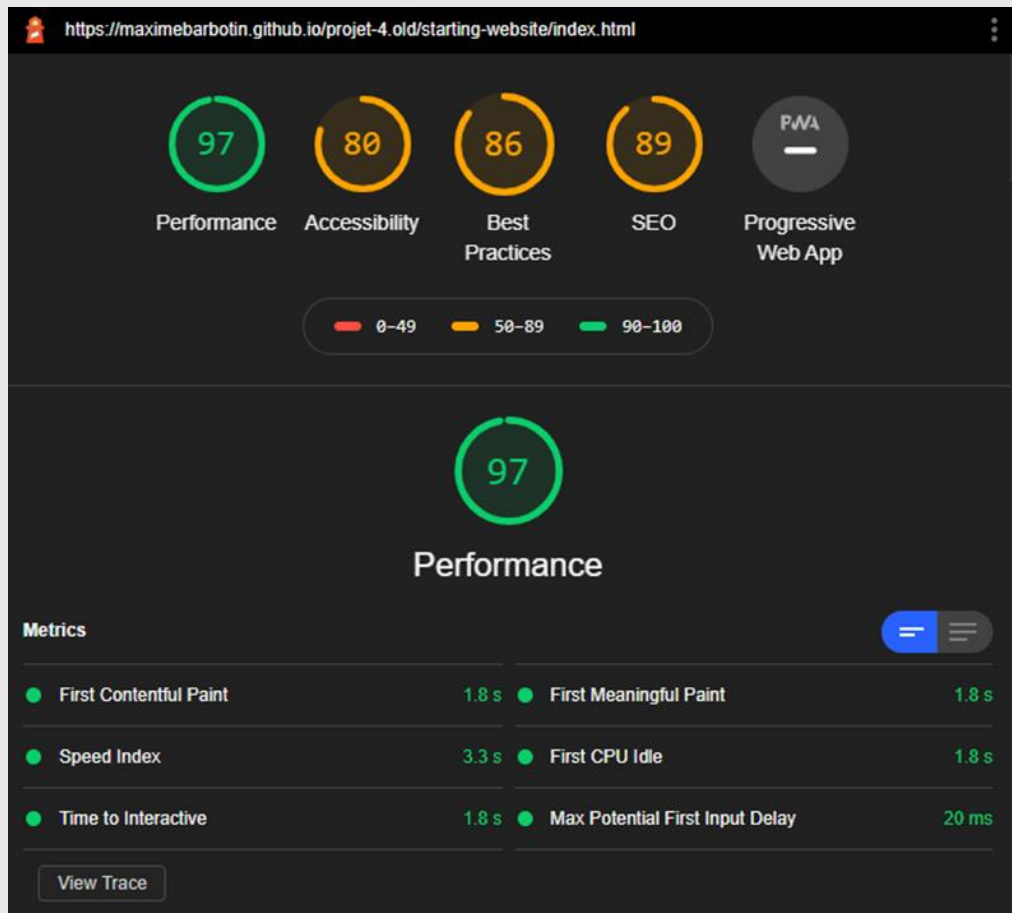 https://maximebarbotin.github.io/projet-4.old/starting-website/index.html
97
80
86
89
PWA
Performance
Accessibility
Best
Practices
SEO
Progressive
Web App
0–49
50–89
90–100
97
Performance
Metrics
First Contentful Paint 1.8 s
First Meaningful Paint 1.8 s
Speed Index 3.3 s
First CPU Idle 1.8 s
Time to Interactive 1.8 s
Max Potential First Input Delay 20 ms
View Trace